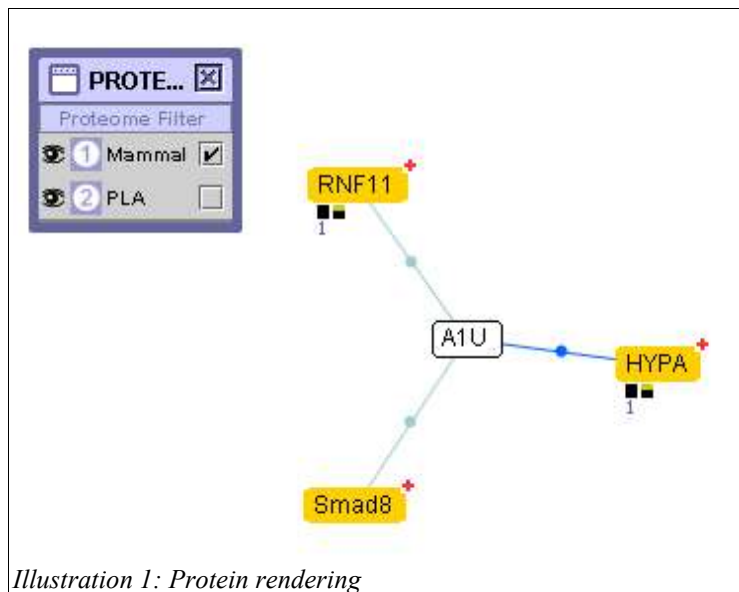 PROTE...
Proteome Filter
1 Mammal
2 PLA
RNF11
1
A1U
HYPA
1
Smad8
Illustration 1: Protein rendering